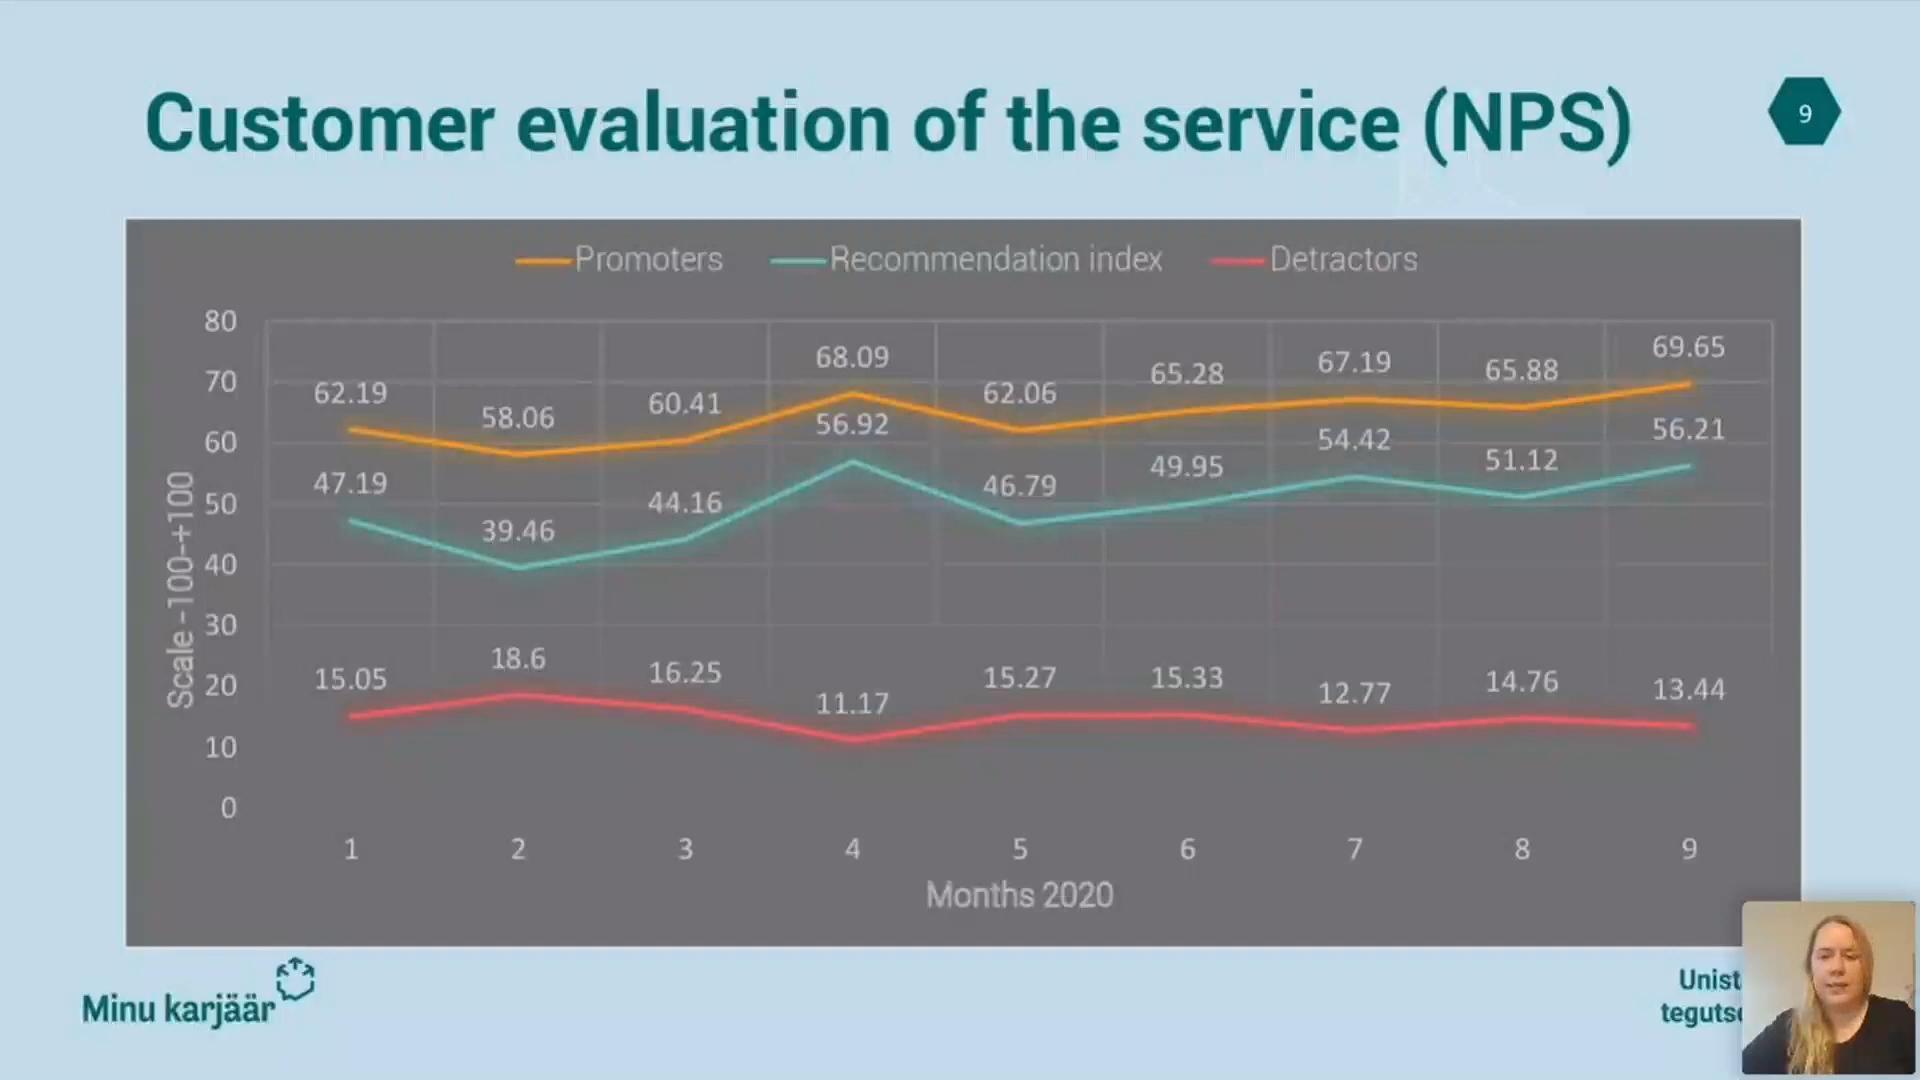 Customer evaluation of the service (NPS)
9
Promoters Recommendation index Detractors
80
70
60
50
40
30
20
10
0
Scale -100-+100
62.19 58.06 60.41 68.09 62.06 65.28 67.19 65.88 69.65
47.19 39.46 44.16 56.92 46.79 49.95 54.42 51.12 56.21
15.05 18.6 16.25 11.17 15.27 15.33 12.77 14.76 13.44
1 2 3 4 5 6 7 8 9
Months 2020
Minu karjäär